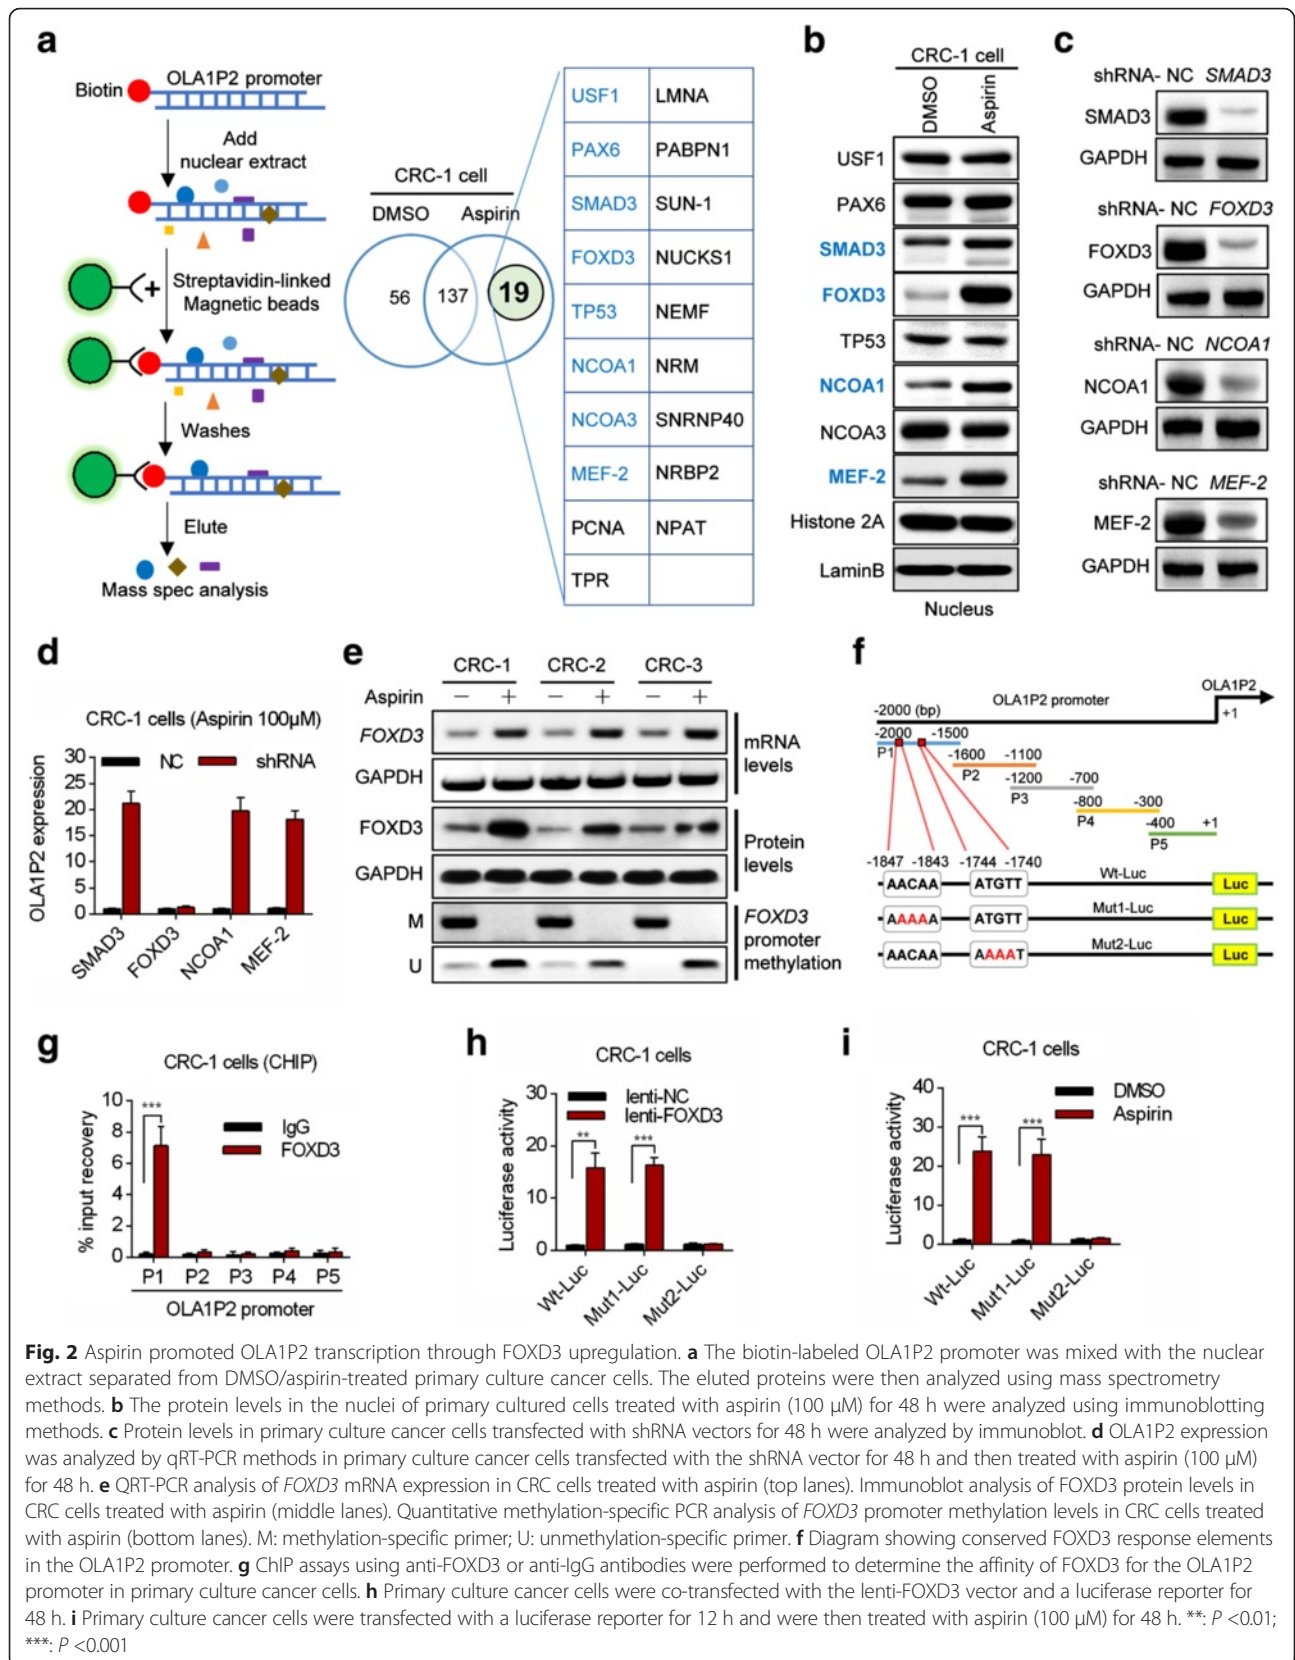 a
Biotin
OLA1P2 promoter
Add
nuclear extract
Streptavidin-linked
Magnetic beads
+
Washes
Elute
Mass spec analysis
CRC-1 cell
DMSO Aspirin
56 137 19
USF1 LMNA
PAX6 PABPN1
SMAD3 SUN-1
FOXD3 NUCKS1
TP53 NEMF
NCOA1 NRM
NCOA3 SNRNP40
MEF-2 NRBP2
PCNA NPAT
TPR
b
CRC-1 cell
DMSO Aspirin
USF1
PAX6
SMAD3
FOXD3
TP53
NCOA1
NCOA3
MEF-2
Histone 2A
LaminB
Nucleus
c
shRNA- NC SMAD3
SMAD3
GAPDH
shRNA- NC FOXD3
FOXD3
GAPDH
shRNA- NC NCOA1
NCOA1
GAPDH
shRNA- NC MEF-2
MEF-2
GAPDH
d
CRC-1 cells (Aspirin 100μM)
OLA1P2 expression
30
25
20
15
10
5
0
NC shRNA
SMAD3 FOXD3 NCOA1 MEF-2
e
CRC-1 CRC-2 CRC-3
Aspirin − + − + − +
FOXD3
GAPDH
mRNA
levels
FOXD3
GAPDH
Protein
levels
M
U
FOXD3
promoter
methylation
f
OLA1P2
-2000 (bp) OLA1P2 promoter +1
-2000 -1500
P1
-1600 -1100
P2
-1200 -700
P3
-800 -300
P4
-400 +1
P5
-1847 -1843 -1744 -1740
Wt-Luc
AACAA ATGTT Luc
Mut1-Luc
AAAAA ATGTT Luc
Mut2-Luc
AACAA AAAAT Luc
g
CRC-1 cells (CHIP)
% input recovery
10
8
6
4
2
0
***
IgG
FOXD3
P1 P2 P3 P4 P5
OLA1P2 promoter
h
CRC-1 cells
Luciferase activity
30
20
10
0
lenti-NC
lenti-FOXD3
** ***
Wt-Luc Mut1-Luc Mut2-Luc
i
CRC-1 cells
Luciferase activity
40
30
20
10
0
DMSO
Aspirin
*** ***
Wt-Luc Mut1-Luc Mut2-Luc
Fig. 2 Aspirin promoted OLA1P2 transcription through FOXD3 upregulation. a The biotin-labeled OLA1P2 promoter was mixed with the nuclear
extract separated from DMSO/aspirin-treated primary culture cancer cells. The eluted proteins were then analyzed using mass spectrometry
methods. b The protein levels in the nuclei of primary cultured cells treated with aspirin (100 μM) for 48 h were analyzed using immunoblotting
methods. c Protein levels in primary culture cancer cells transfected with shRNA vectors for 48 h were analyzed by immunoblot. d OLA1P2 expression
was analyzed by qRT-PCR methods in primary culture cancer cells transfected with the shRNA vector for 48 h and then treated with aspirin (100 μM)
for 48 h. e QRT-PCR analysis of FOXD3 mRNA expression in CRC cells treated with aspirin (top lanes). Immunoblot analysis of FOXD3 protein levels in
CRC cells treated with aspirin (middle lanes). Quantitative methylation-specific PCR analysis of FOXD3 promoter methylation levels in CRC cells treated
with aspirin (bottom lanes). M: methylation-specific primer; U: unmethylation-specific primer. f Diagram showing conserved FOXD3 response elements
in the OLA1P2 promoter. g ChIP assays using anti-FOXD3 or anti-IgG antibodies were performed to determine the affinity of FOXD3 for the OLA1P2
promoter in primary culture cancer cells. h Primary culture cancer cells were co-transfected with the lenti-FOXD3 vector and a luciferase reporter for
48 h. i Primary culture cancer cells were transfected with a luciferase reporter for 12 h and were then treated with aspirin (100 μM) for 48 h. **: P <0.01;
***: P <0.001